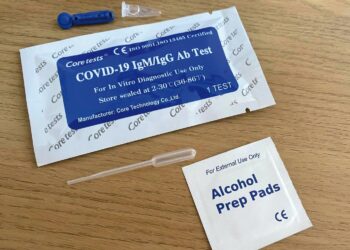 Coretests™ CE ISO 9001, ISO 13485 Certified
COVID-19 IgM/IgG Ab Test
For In Vitro Diagnostic Use Only
Store sealed at 2-30°C (36-86℉)
1 TEST
Manufacturer: Core Technology Co.,Ltd
For External Use Only
Alcohol
Prep Pads
CE